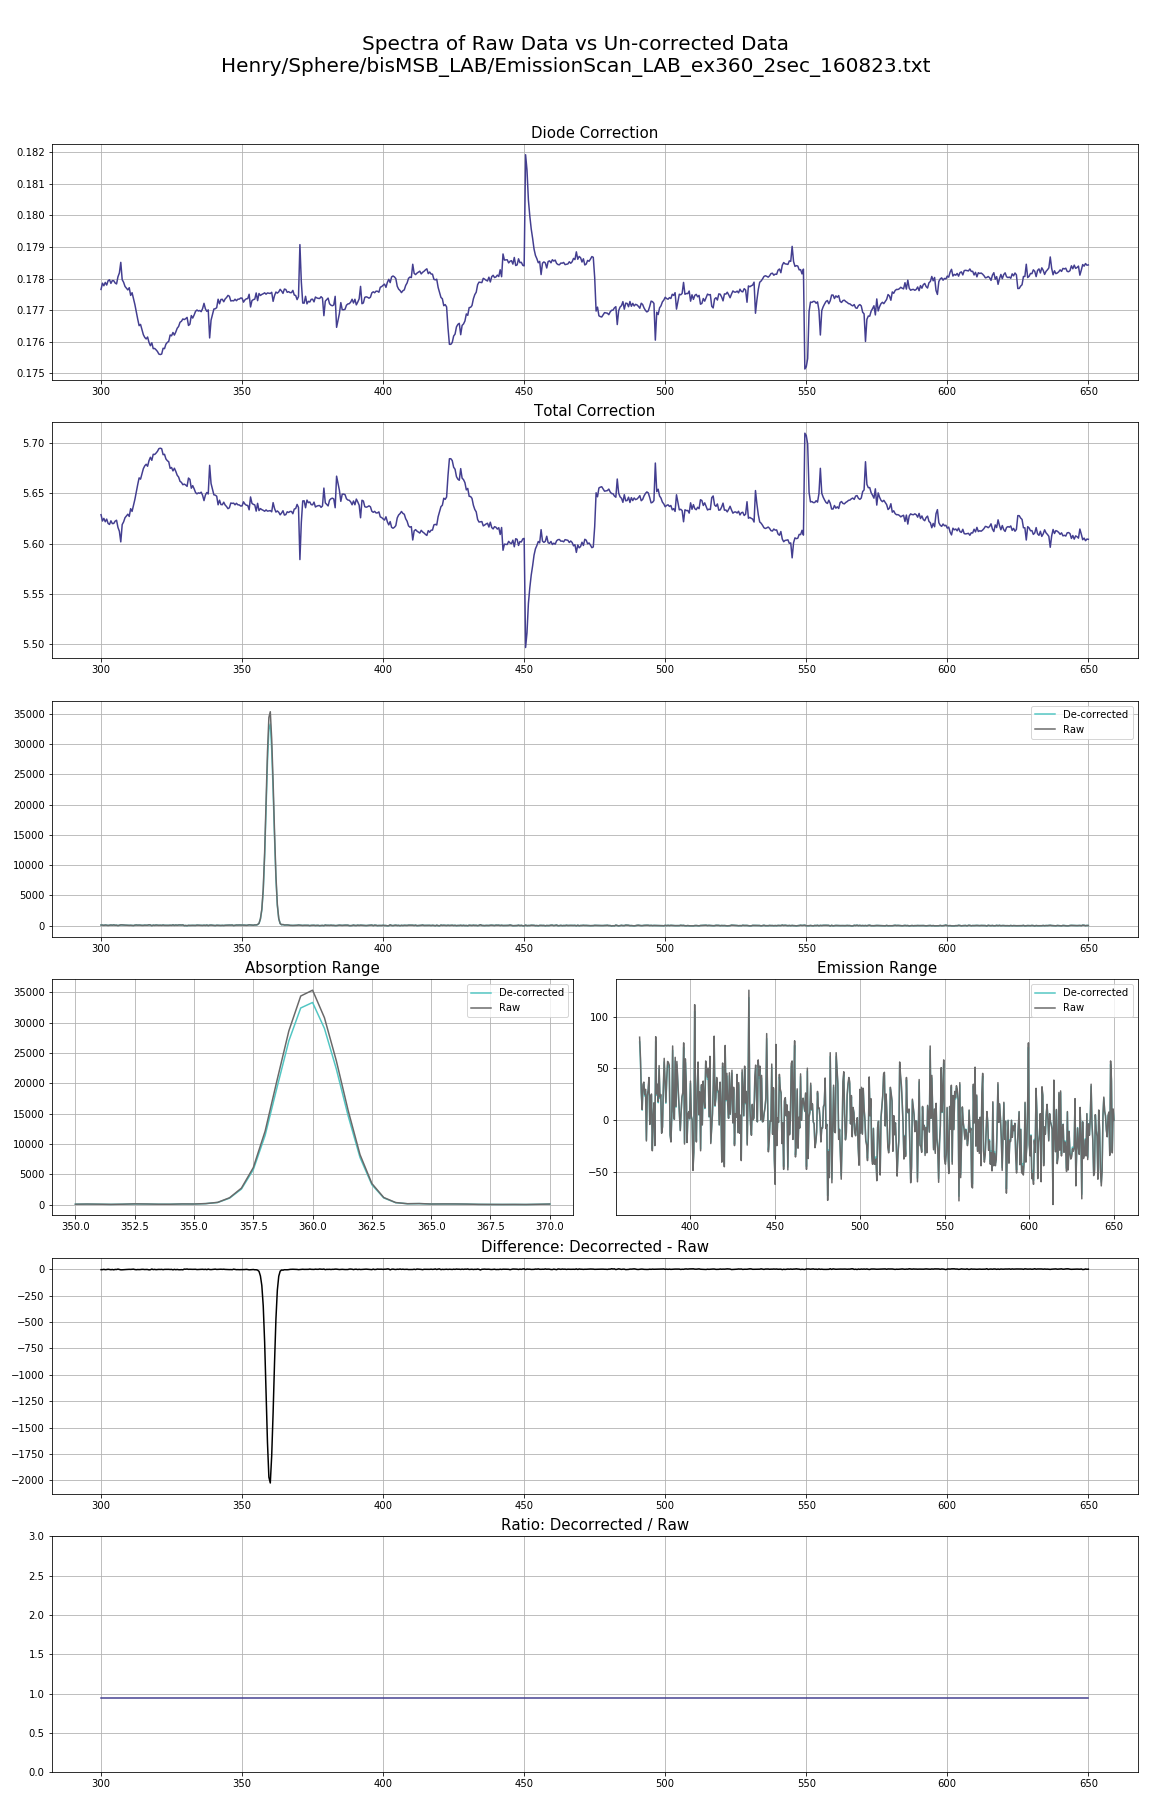 Spectra of Raw Data vs Un-corrected Data
Henry/Sphere/bisMSB_LAB/EmissionScan_LAB_ex360_2sec_160823.txt
Diode Correction
0.182
0.181
0.180
0.179
0.178
0.177
0.176
0.175
300 350 400 450 500 550 600 650
Total Correction
5.70
5.65
5.60
5.55
5.50
300 350 400 450 500 550 600 650
35000
30000
25000
20000
15000
10000
5000
0
De-corrected
Raw
300 350 400 450 500 550 600 650
Absorption Range
35000
30000
25000
20000
15000
10000
5000
0
De-corrected
Raw
350.0 352.5 355.0 357.5 360.0 362.5 365.0 367.5 370.0
Emission Range
100
50
0
−50
De-corrected
Raw
400 450 500 550 600 650
Difference: Decorrected - Raw
0
−250
−500
−750
−1000
−1250
−1500
−1750
−2000
300 350 400 450 500 550 600 650
Ratio: Decorrected / Raw
3.0
2.5
2.0
1.5
1.0
0.5
0.0
300 350 400 450 500 550 600 650